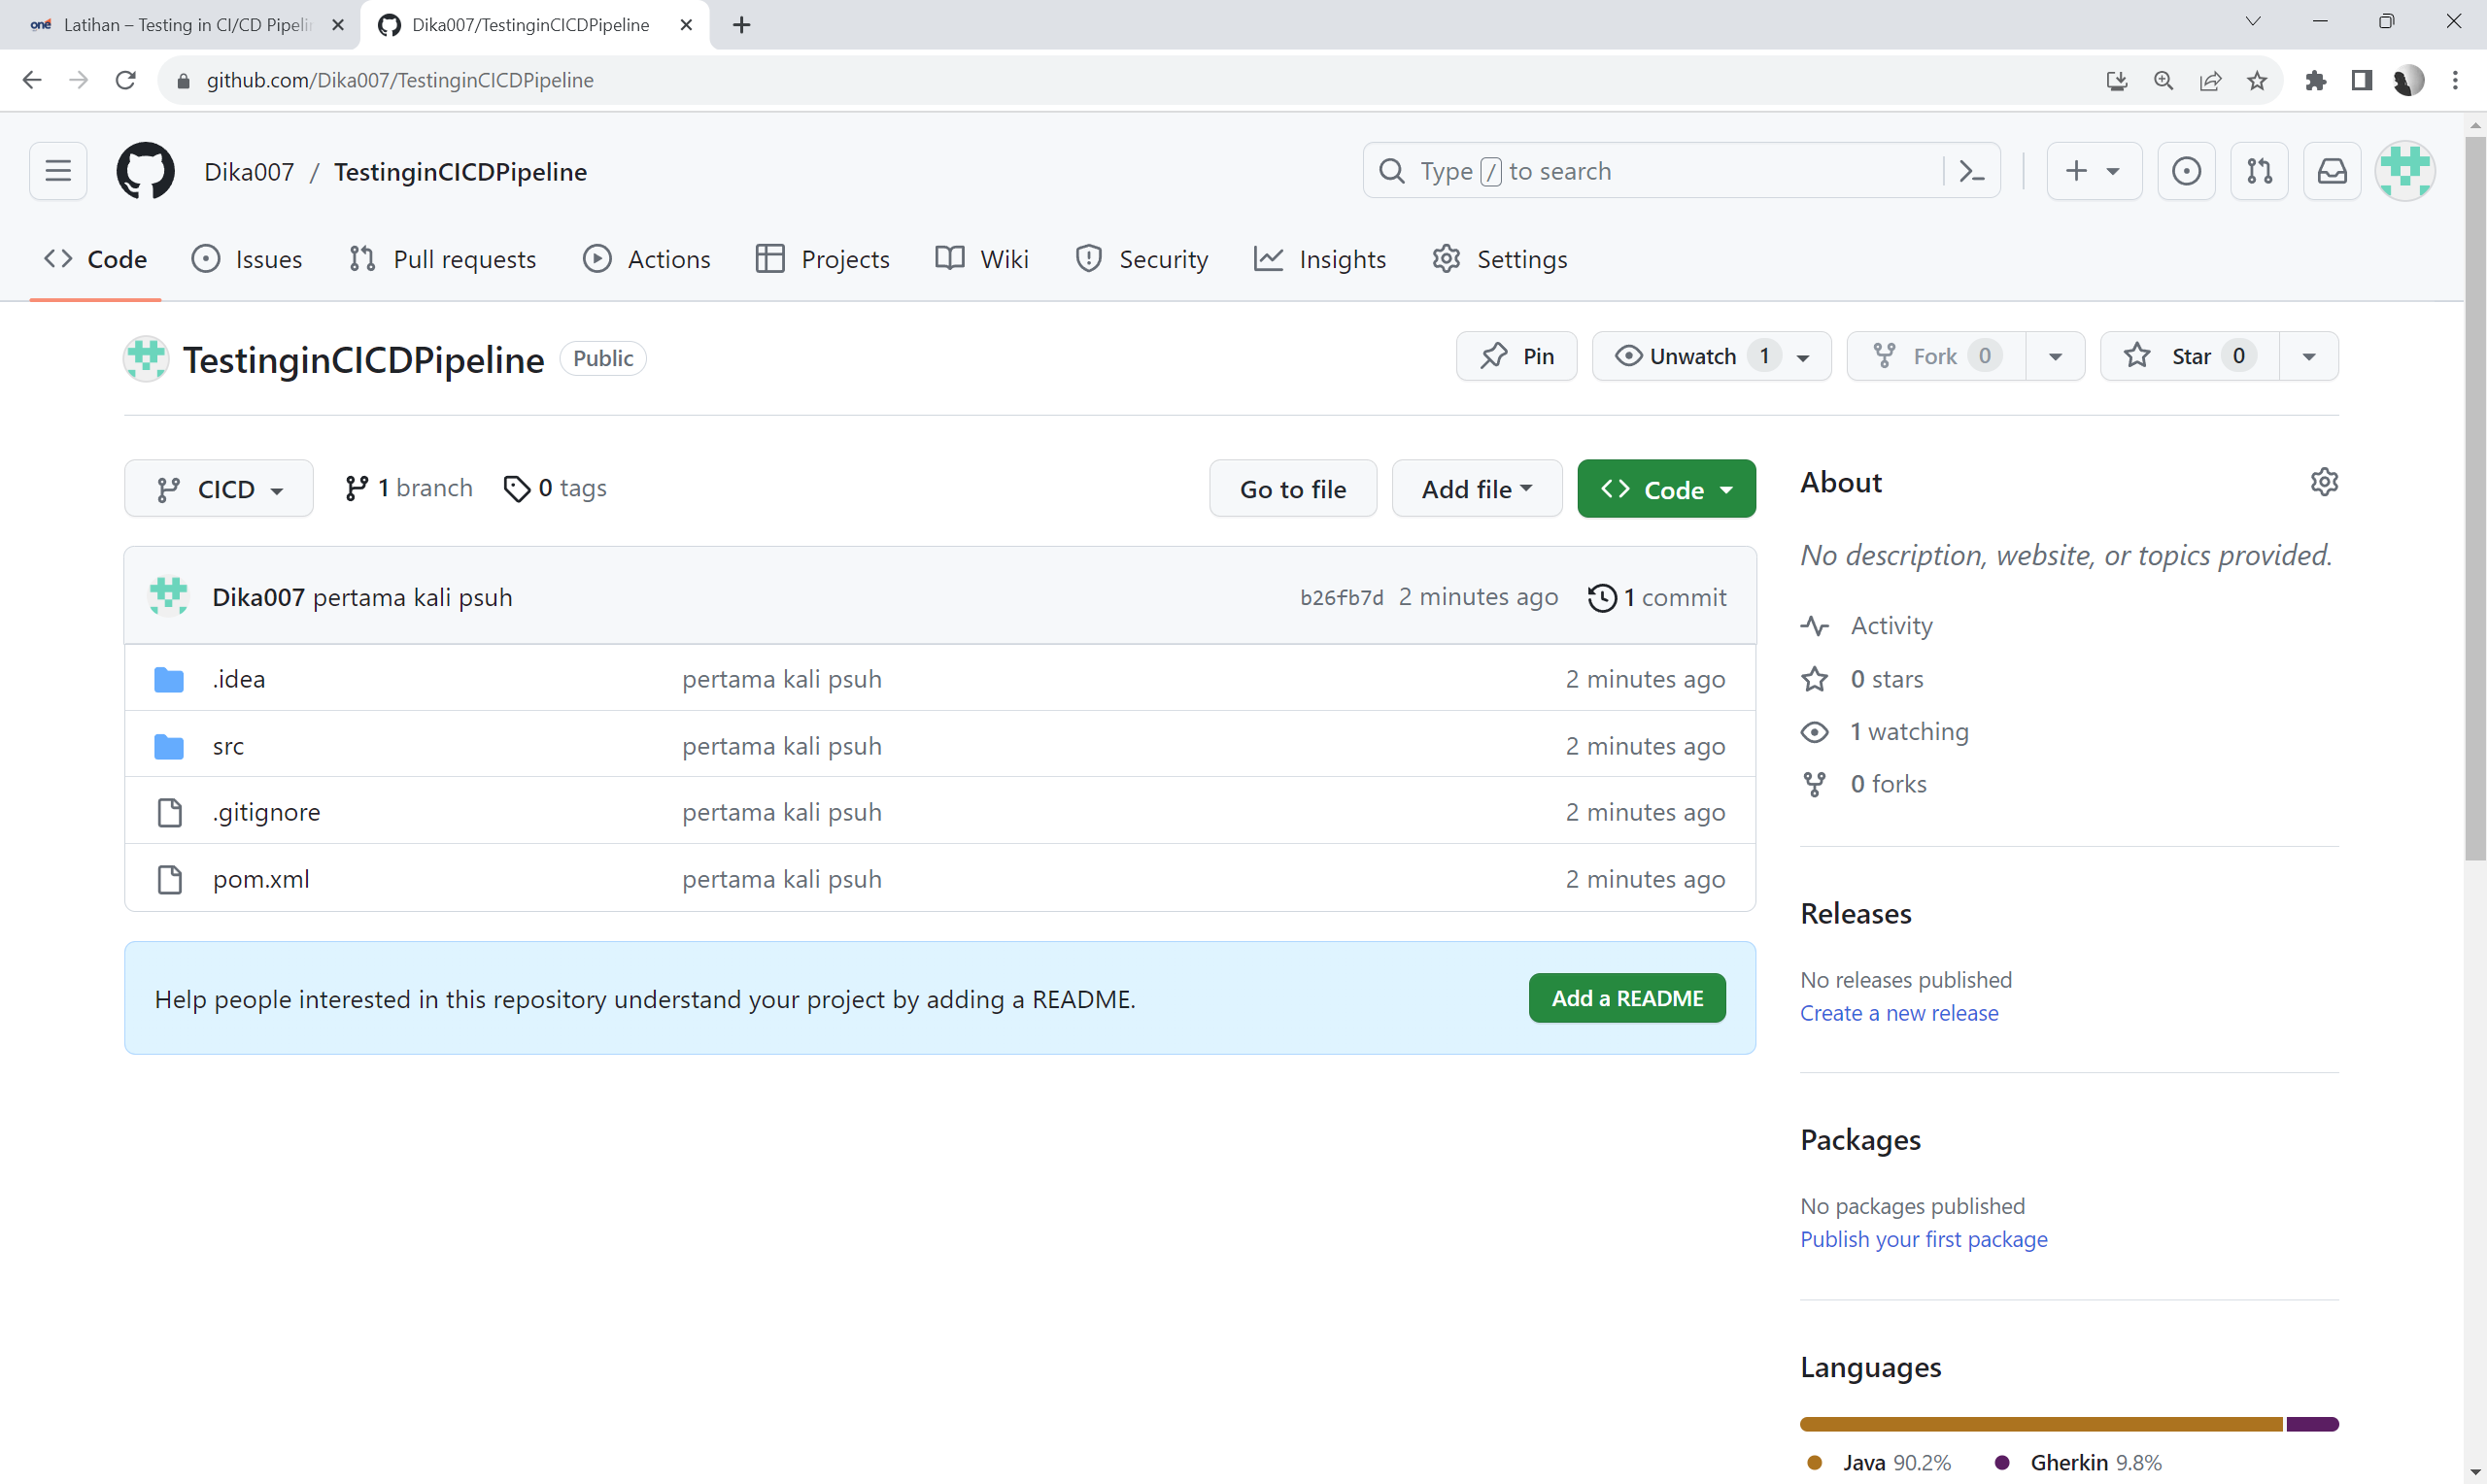 one Latihan – Testing in CI/CD Pipelin
Dika007/TestinginCICDPipeline
github.com/Dika007/TestinginCICDPipeline
Dika007 / TestinginCICDPipeline
Type / to search
Code Issues Pull requests Actions Projects Wiki Security Insights Settings
TestinginCICDPipeline Public
Pin Unwatch 1 Fork 0 Star 0
CICD 1 branch 0 tags Go to file Add file Code
Dika007 pertama kali psuh b26fb7d 2 minutes ago 1 commit
.idea pertama kali psuh 2 minutes ago
src pertama kali psuh 2 minutes ago
.gitignore pertama kali psuh 2 minutes ago
pom.xml pertama kali psuh 2 minutes ago
Help people interested in this repository understand your project by adding a README. Add a README
About
No description, website, or topics provided.
Activity
0 stars
1 watching
0 forks
Releases
No releases published
Create a new release
Packages
No packages published
Publish your first package
Languages
Java 90.2% Gherkin 9.8%